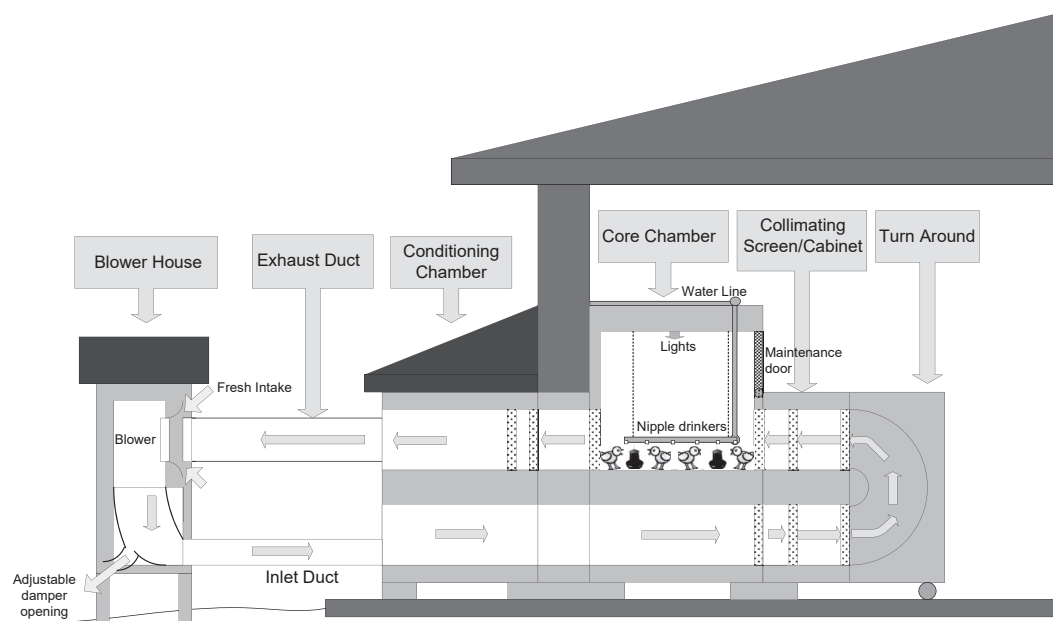 Blower House
Exhaust Duct
Conditioning
Chamber
Core Chamber
Collimating
Screen/Cabinet
Turn Around
Water Line
Lights
Maintenance
door
Fresh Intake
Nipple drinkers
Blower
Inlet Duct
Adjustable
damper
opening